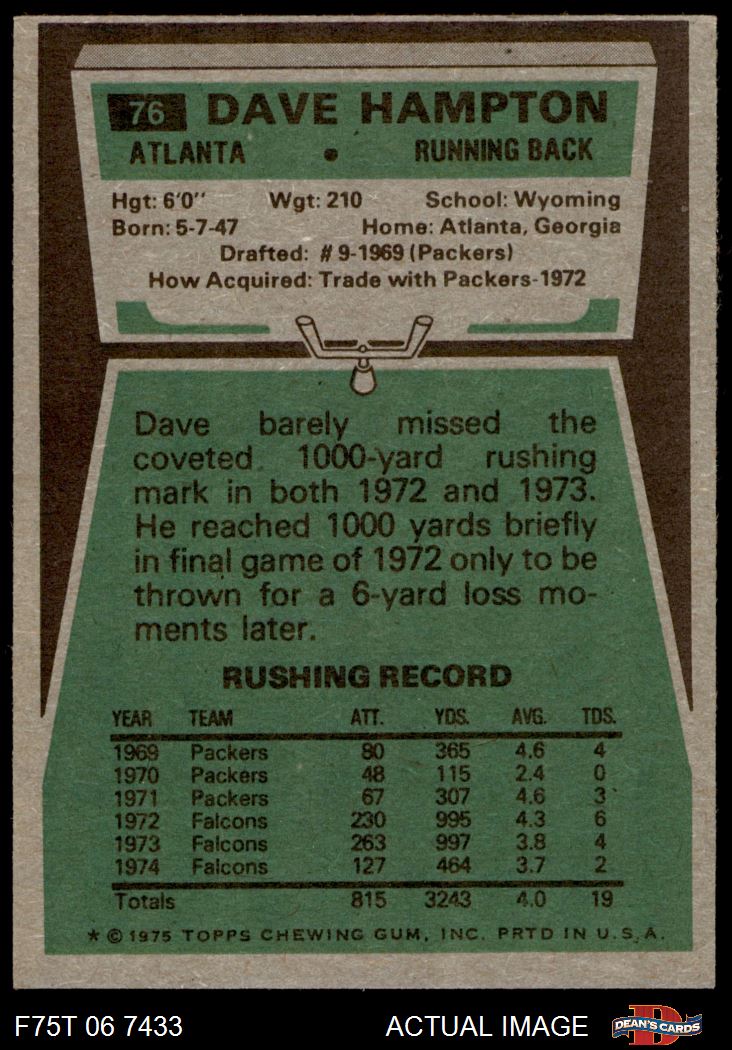 76 DAVE HAMPTON
ATLANTA • RUNNING BACK
Hgt: 6'0'' Wgt: 210 School: Wyoming
Born: 5-7-47 Home: Atlanta, Georgia
Drafted: #9-1969 (Packers)
How Acquired: Trade with Packers-1972
Dave barely missed the
coveted 1000-yard rushing
mark in both 1972 and 1973.
He reached 1000 yards briefly
in final game of 1972 only to be
thrown for a 6-yard loss mo-
ments later.
RUSHING RECORD
YEAR TEAM ATT. YDS. AVG. TDS.
1969 Packers 80 365 4.6 4
1970 Packers 48 115 2.4 0
1971 Packers 67 307 4.6 3
1972 Falcons 230 995 4.3 6
1973 Falcons 263 997 3.8 4
1974 Falcons 127 464 3.7 2
Totals 815 3243 4.0 19
* © 1975 TOPPS CHEWING GUM, INC. PRTD IN U.S.A.
F75T 06 7433 ACTUAL IMAGE D DEAN'S CARDS